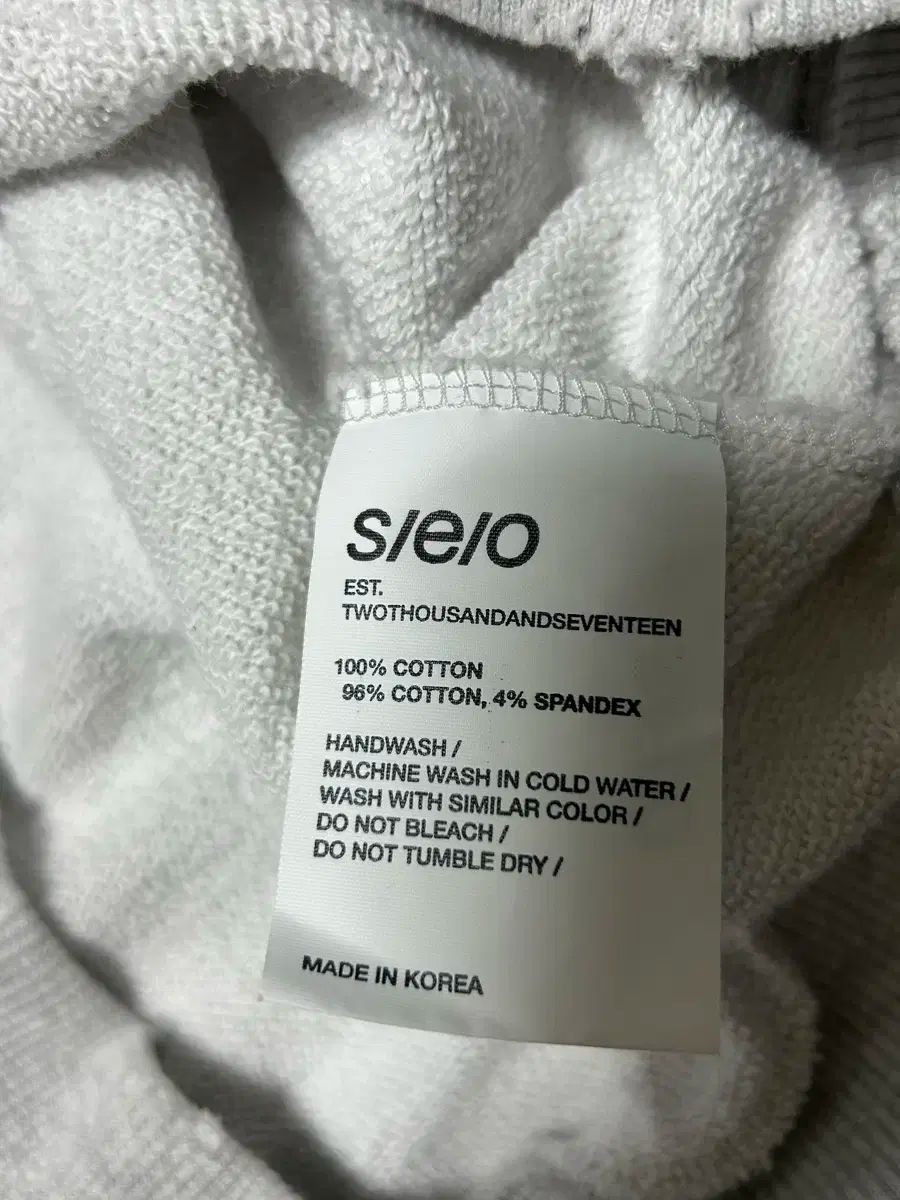 s/e/o
EST.
TWOTHOUSANDANDSEVENTEEN
100% COTTON
96% COTTON, 4% SPANDEX
HANDWASH /
MACHINE WASH IN COLD WATER /
WASH WITH SIMILAR COLOR /
DO NOT BLEACH /
DO NOT TUMBLE DRY /
MADE IN KOREA